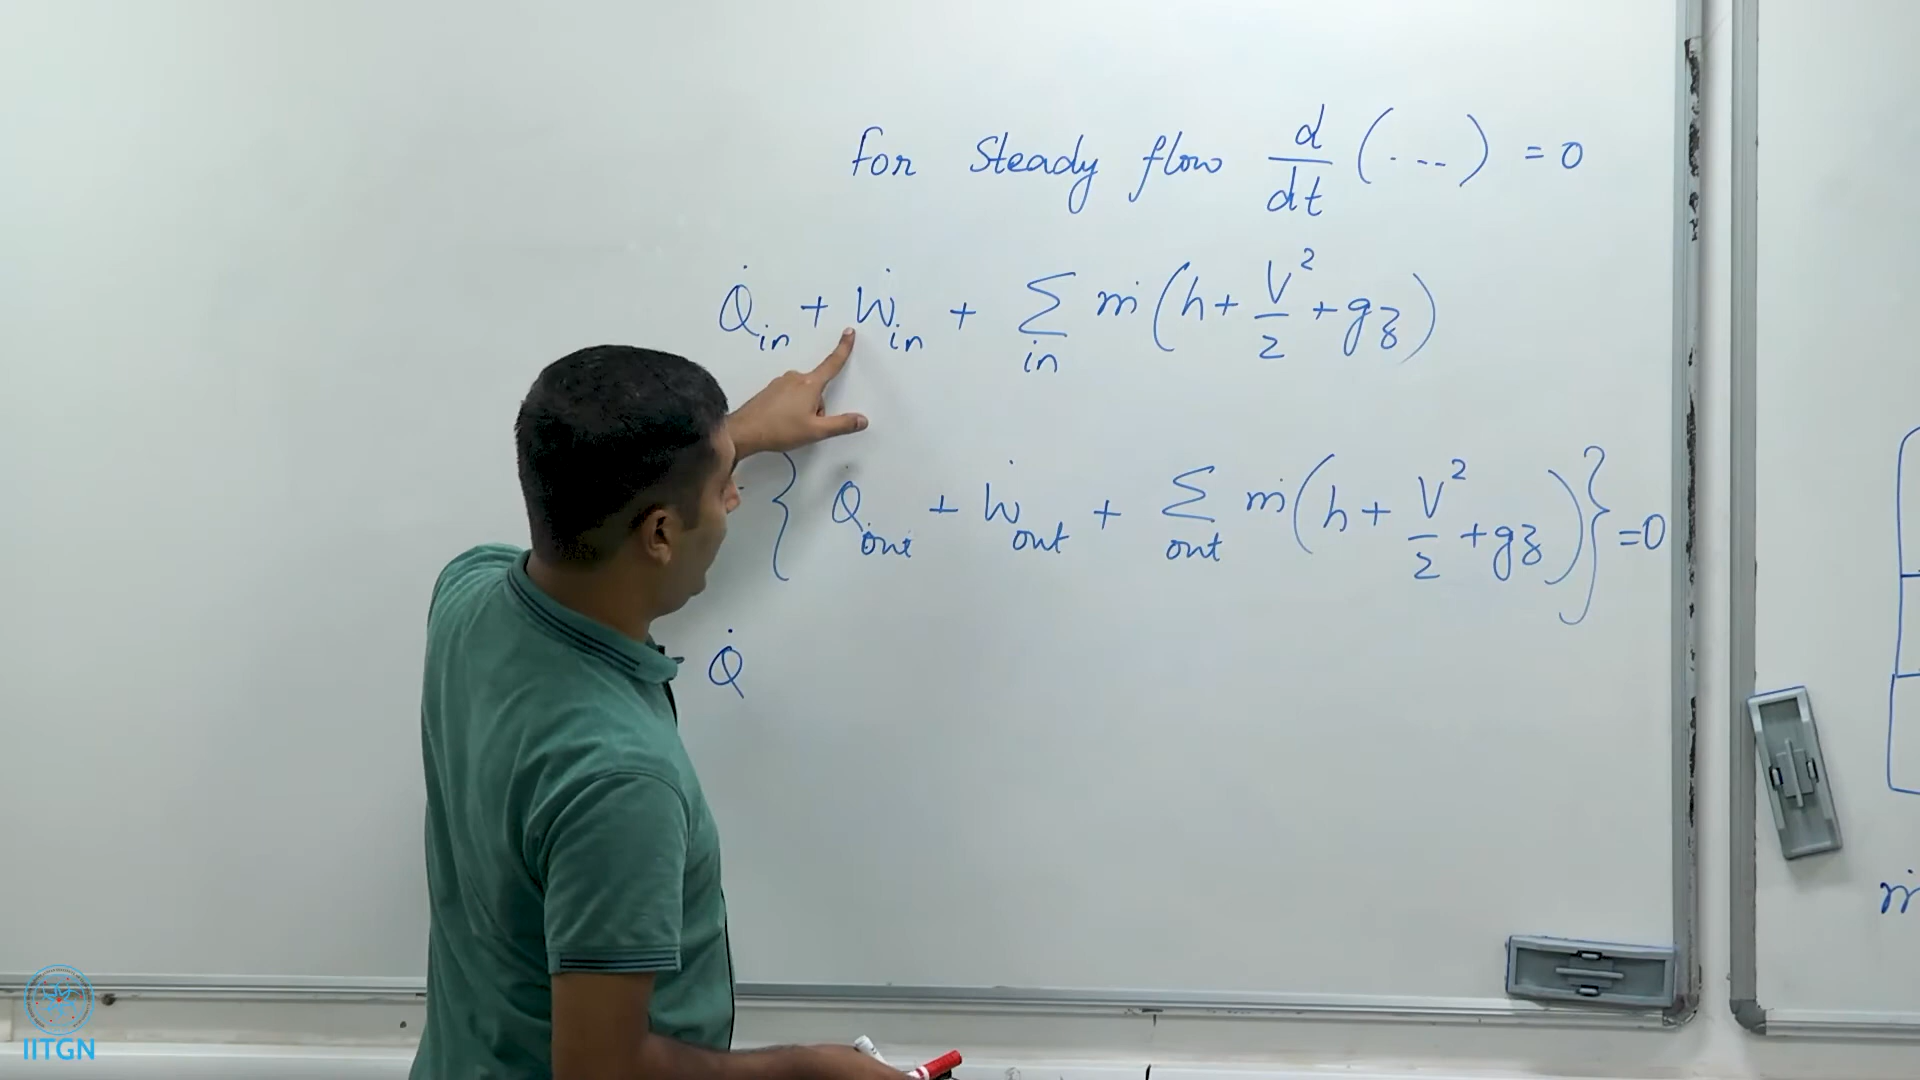 for Steady flow d/dt (....) = 0
Q̇in + Ẇin + Σin ṁ(h + V²/2 + gz)
- { Q̇out + Ẇout + Σout ṁ(h + V²/2 + gz) } = 0
Q̇
ṁ
IITGN